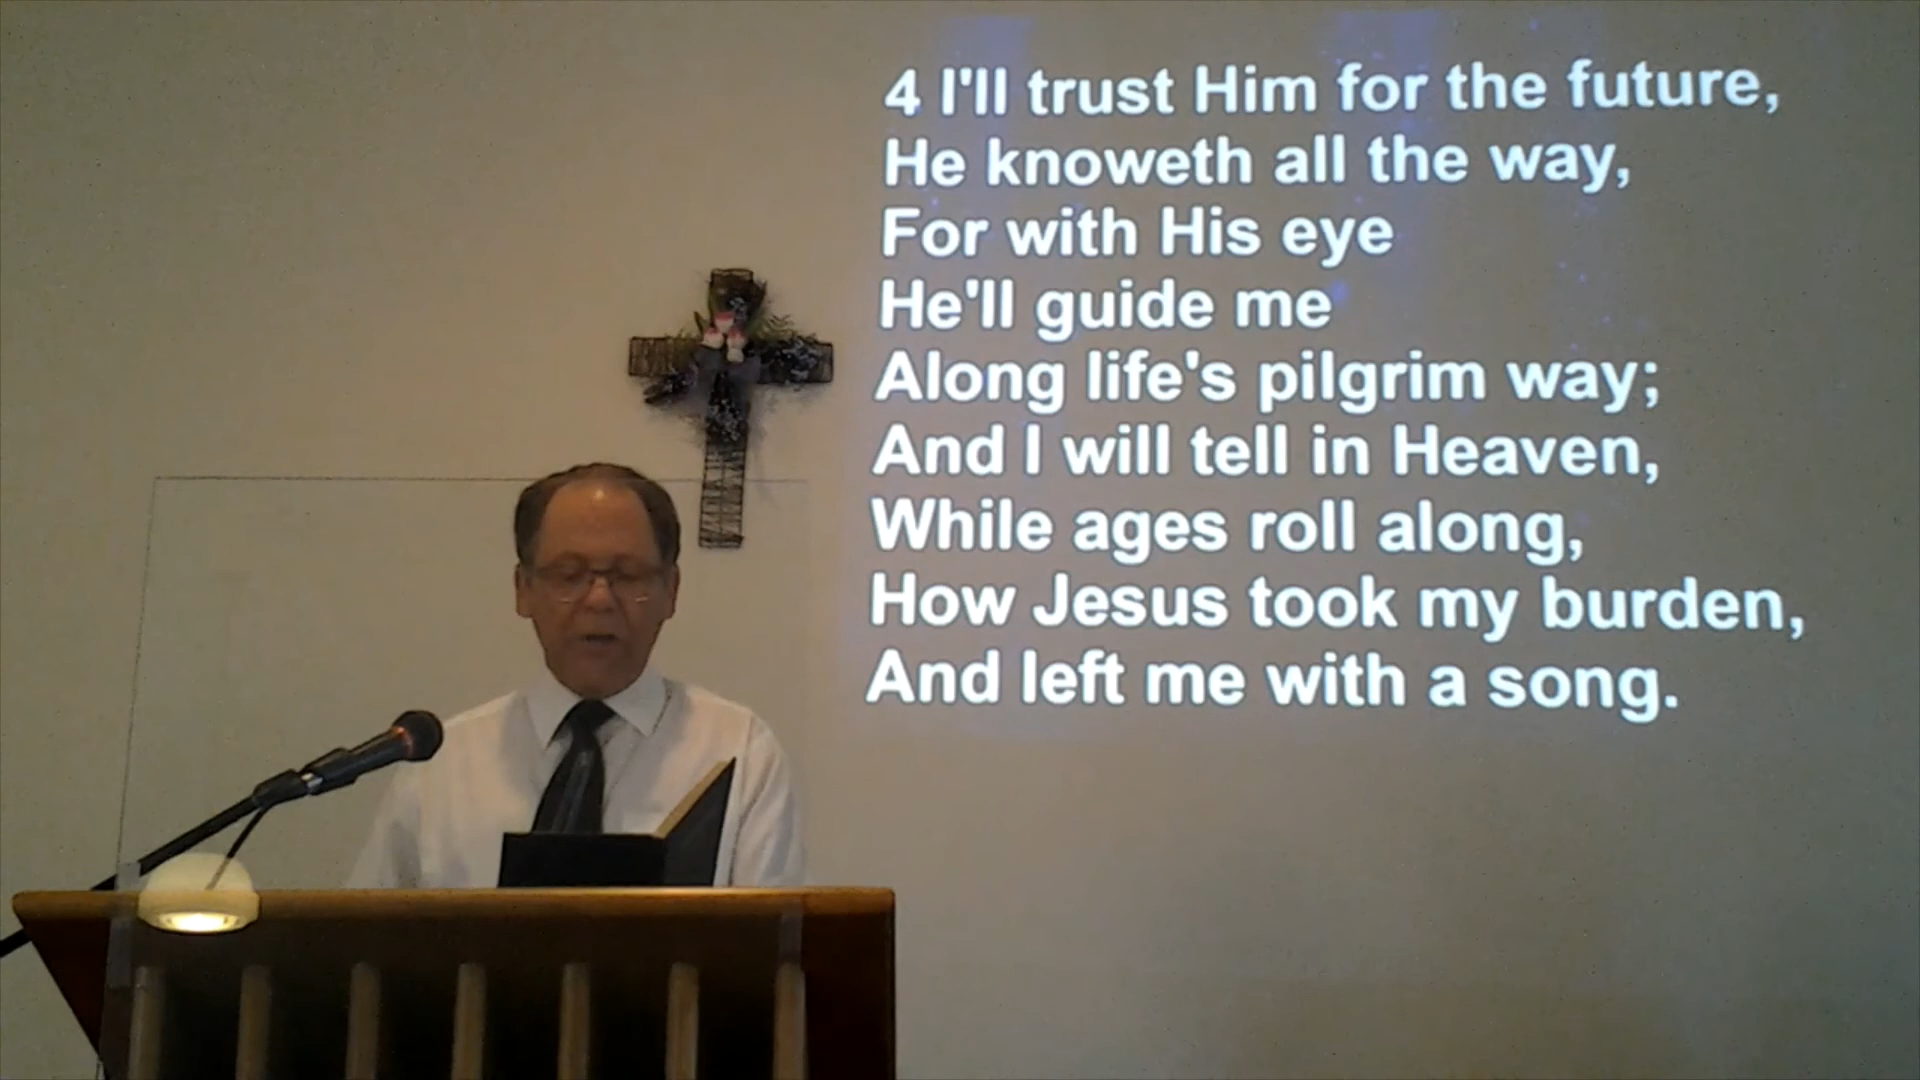 4 I'll trust Him for the future,
He knoweth all the way,
For with His eye
He'll guide me
Along life's pilgrim way;
And I will tell in Heaven,
While ages roll along,
How Jesus took my burden,
And left me with a song.